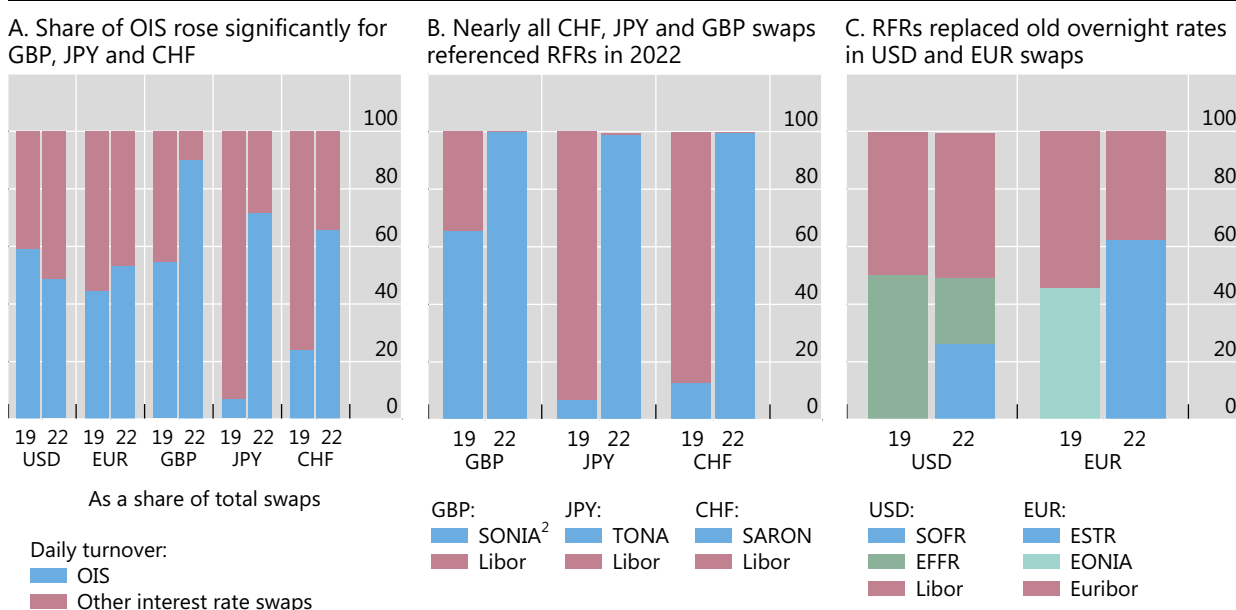 A. Share of OIS rose significantly for
GBP, JPY and CHF
100
80
60
40
20
0
19 22 19 22 19 22 19 22 19 22
USD EUR GBP JPY CHF
As a share of total swaps
Daily turnover:
OIS
Other interest rate swaps
B. Nearly all CHF, JPY and GBP swaps
referenced RFRs in 2022
100
80
60
40
20
0
19 22 19 22 19 22
GBP JPY CHF
GBP: JPY: CHF:
SONIA² TONA SARON
Libor Libor Libor
C. RFRs replaced old overnight rates
in USD and EUR swaps
100
80
60
40
20
0
19 22 19 22
USD EUR
USD: EUR:
SOFR ESTR
EFFR EONIA
Libor Euribor